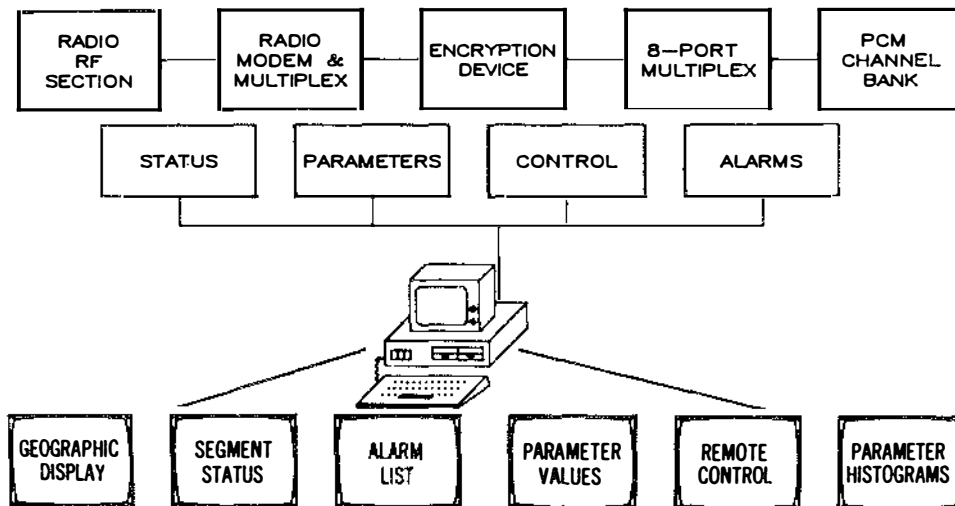 RADIO
RF
SECTION
RADIO
MODEM &
MULTIPLEX
ENCRYPTION
DEVICE
8-PORT
MULTIPLEX
PCM
CHANNEL
BANK
STATUS
PARAMETERS
CONTROL
ALARMS
GEOGRAPHIC
DISPLAY
SEGMENT
STATUS
ALARM
LIST
PARAMETER
VALUES
REMOTE
CONTROL
PARAMETER
HISTOGRAMS